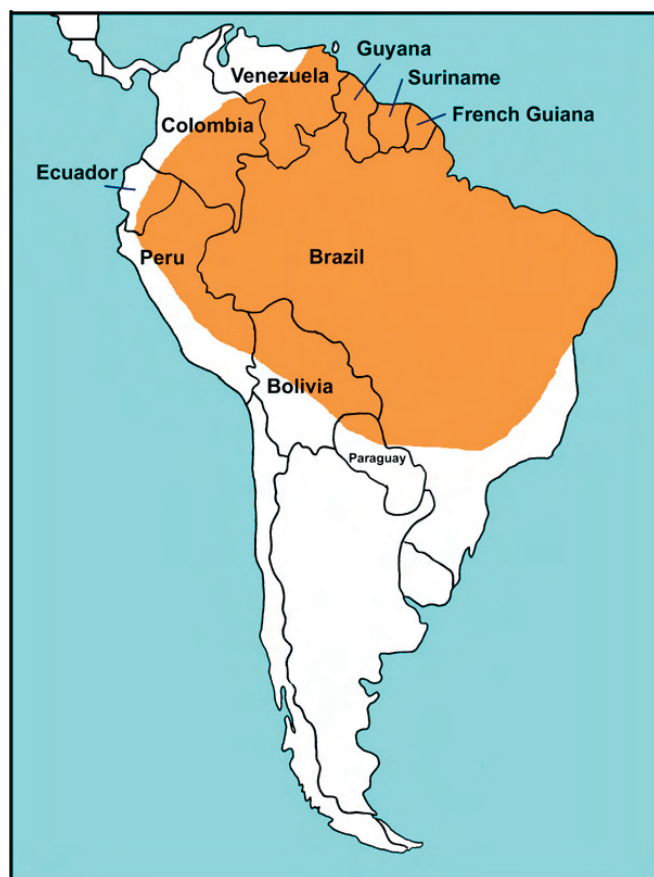 Guyana
Venezuela
Suriname
French Guiana
Colombia
Ecuador
Peru
Brazil
Bolivia
Paraguay